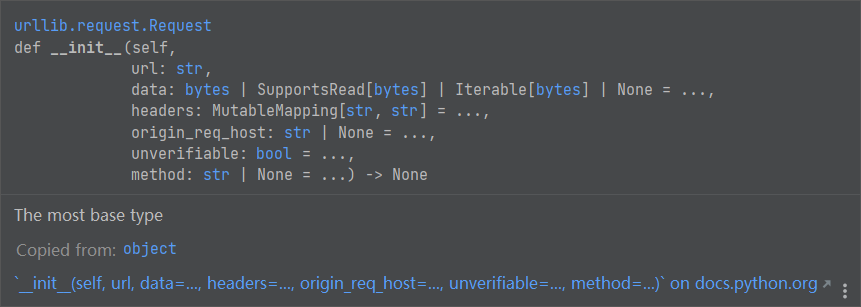 urllib.request.Request
def __init__(self,
url: str,
data: bytes | SupportsRead[bytes] | Iterable[bytes] | None = ...,
headers: MutableMapping[str, str] = ...,
origin_req_host: str | None = ...,
unverifiable: bool = ...,
method: str | None = ...) -> None
The most base type
Copied from: object
`__init__(self, url, data=..., headers=..., origin_req_host=..., unverifiable=..., method=...)` on docs.python.org